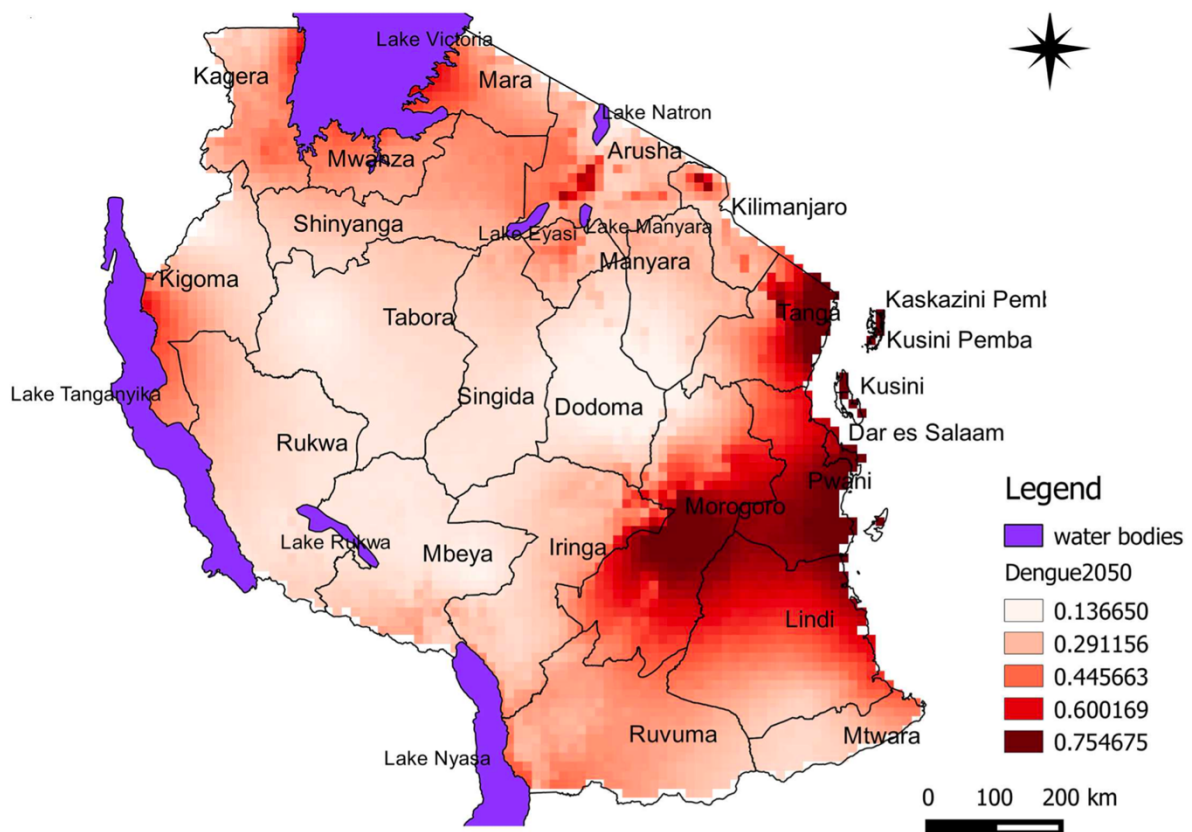 Lake Victoria
Kagera
Mara
Lake Natron
Mwanza
Arusha
Kilimanjaro
Shinyanga
Lake Eyasi
Lake Manyara
Manyara
Kigoma
Tabora
Tanga
Kaskazini Pemb
Kusini Pemba
Lake Tanganyika
Singida
Dodoma
Kusini
Rukwa
Dar es Salaam
Pwani
Morogoro
Lake Rukwa
Mbeya
Iringa
Lindi
Ruvuma
Mtwara
Lake Nyasa
Legend
water bodies
Dengue2050
0.136650
0.291156
0.445663
0.600169
0.754675
0 100 200 km